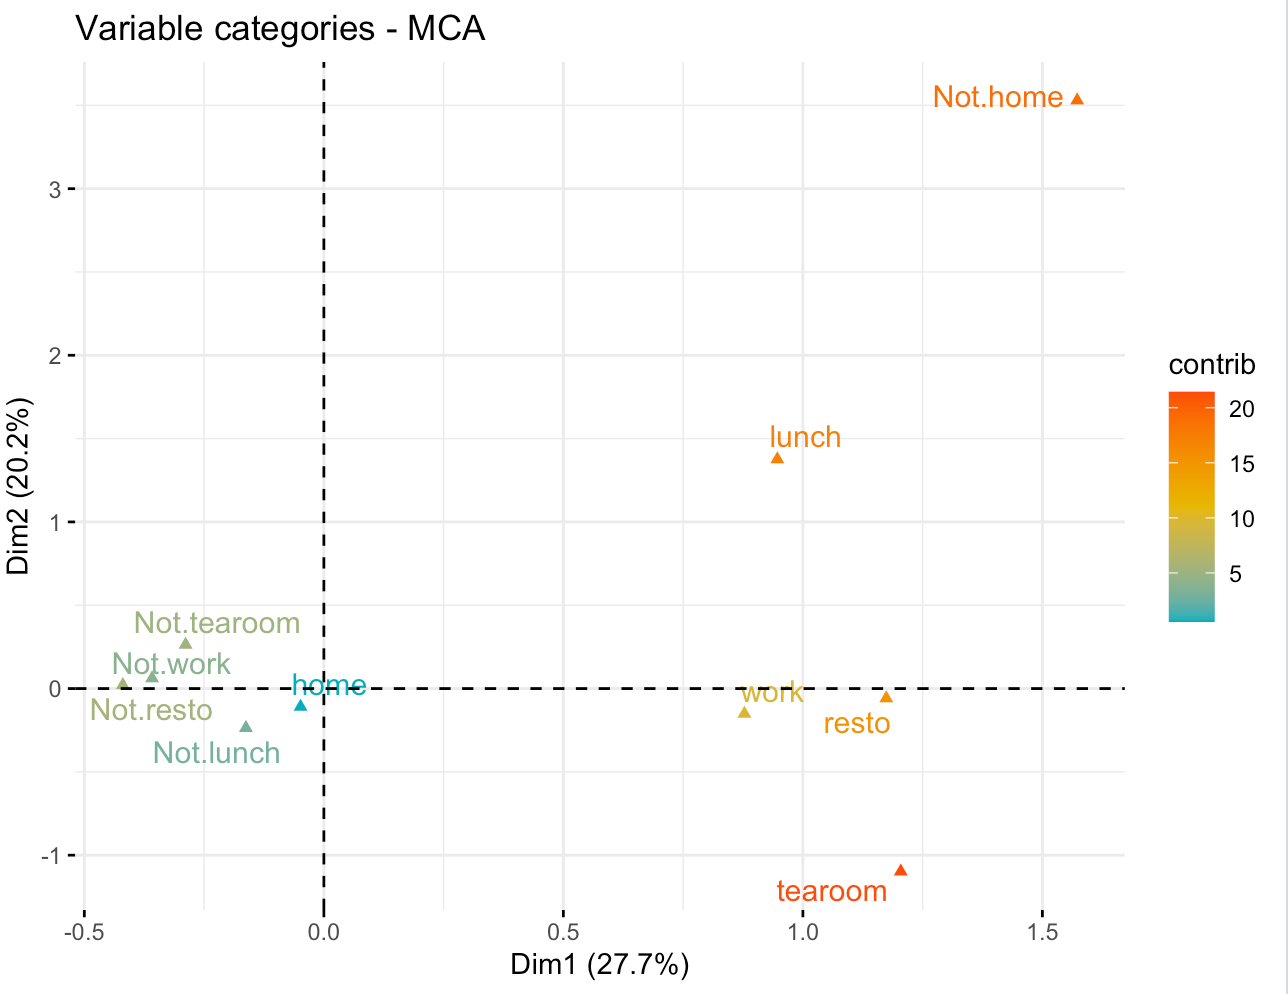 Variable categories - MCA
Not.home
3
2
contrib
20
lunch
15
Dim2 (20.2%)
1
10
5
Not.tearoom
Not.work
home
0
work
Not.resto
resto
Not.lunch
-1
tearoom
-0.5
0.0
0.5
1.0
1.5
Dim1 (27.7%)